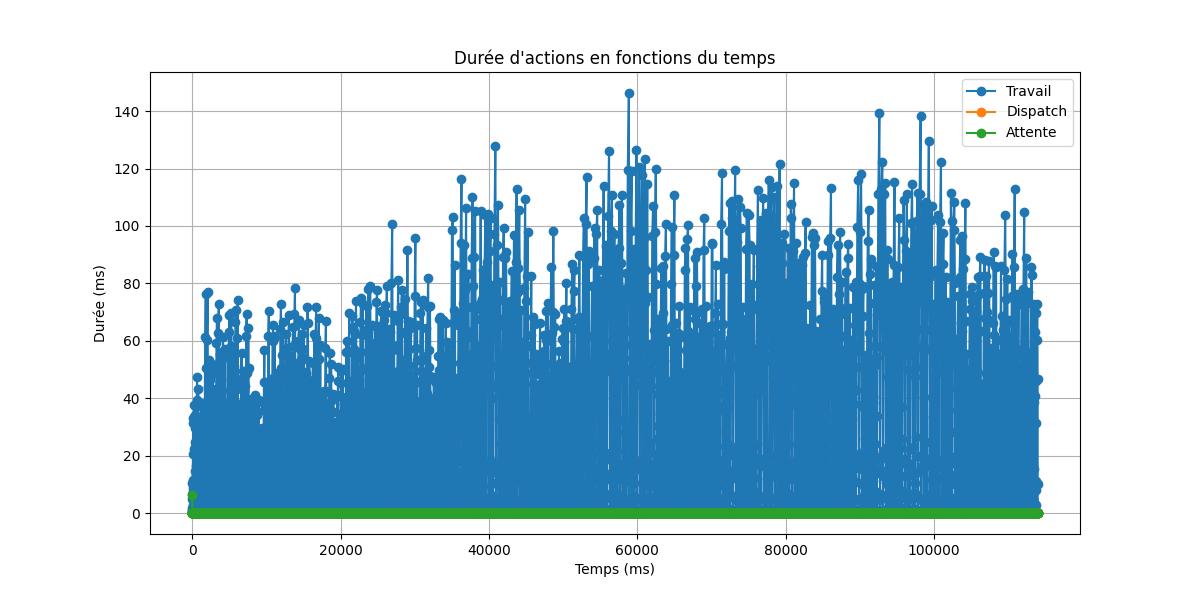 Durée d'actions en fonctions du temps
Travail
Dispatch
Attente
Durée (ms)
140
120
100
80
60
40
20
0
0 20000 40000 60000 80000 100000
Temps (ms)